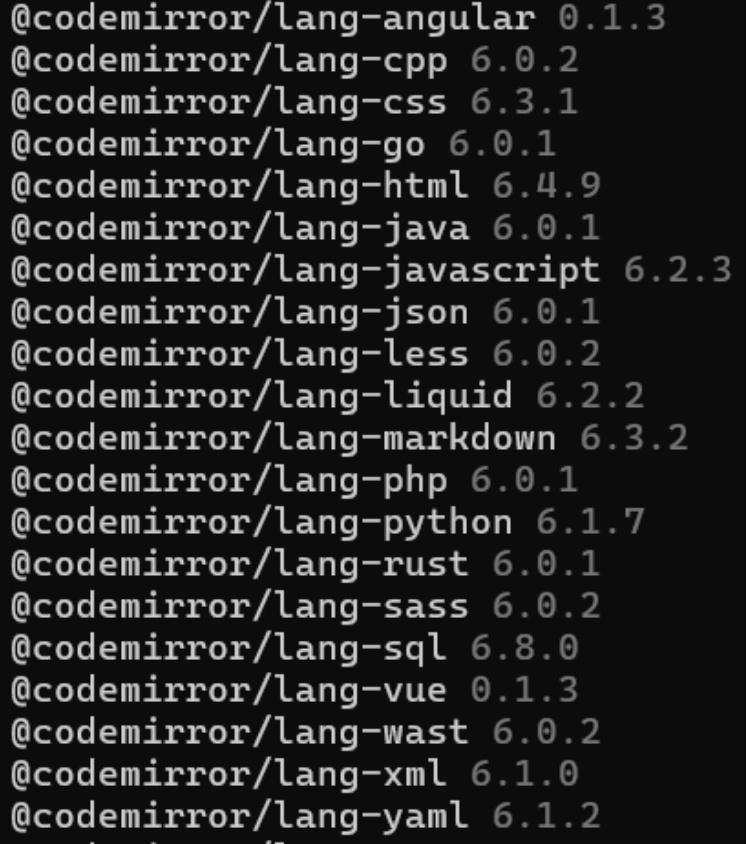 @codemirror/lang-angular 0.1.3
@codemirror/lang-cpp 6.0.2
@codemirror/lang-css 6.3.1
@codemirror/lang-go 6.0.1
@codemirror/lang-html 6.4.9
@codemirror/lang-java 6.0.1
@codemirror/lang-javascript 6.2.3
@codemirror/lang-json 6.0.1
@codemirror/lang-less 6.0.2
@codemirror/lang-liquid 6.2.2
@codemirror/lang-markdown 6.3.2
@codemirror/lang-php 6.0.1
@codemirror/lang-python 6.1.7
@codemirror/lang-rust 6.0.1
@codemirror/lang-sass 6.0.2
@codemirror/lang-sql 6.8.0
@codemirror/lang-vue 0.1.3
@codemirror/lang-wast 6.0.2
@codemirror/lang-xml 6.1.0
@codemirror/lang-yaml 6.1.2